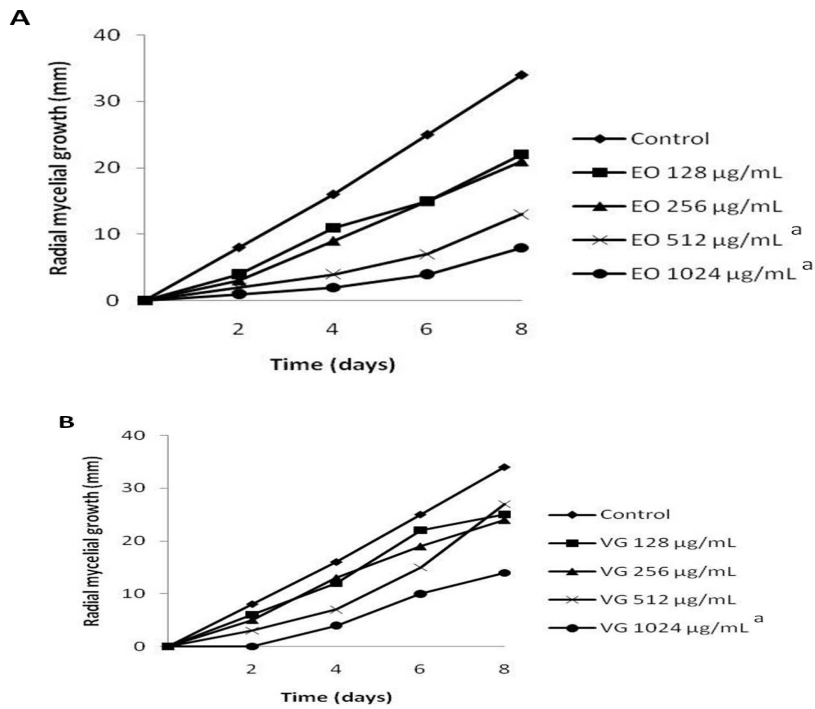 A
40
30
20
10
0
Radial mycelial growth (mm)
2 4 6 8
Time (days)
Control
EO 128 µg/mL
EO 256 µg/mL
EO 512 µg/mL a
EO 1024 µg/mL a
B
40
30
20
10
0
Radial mycelial growth (mm)
2 4 6 8
Time (days)
Control
VG 128 µg/mL
VG 256 µg/mL
VG 512 µg/mL
VG 1024 µg/mL a